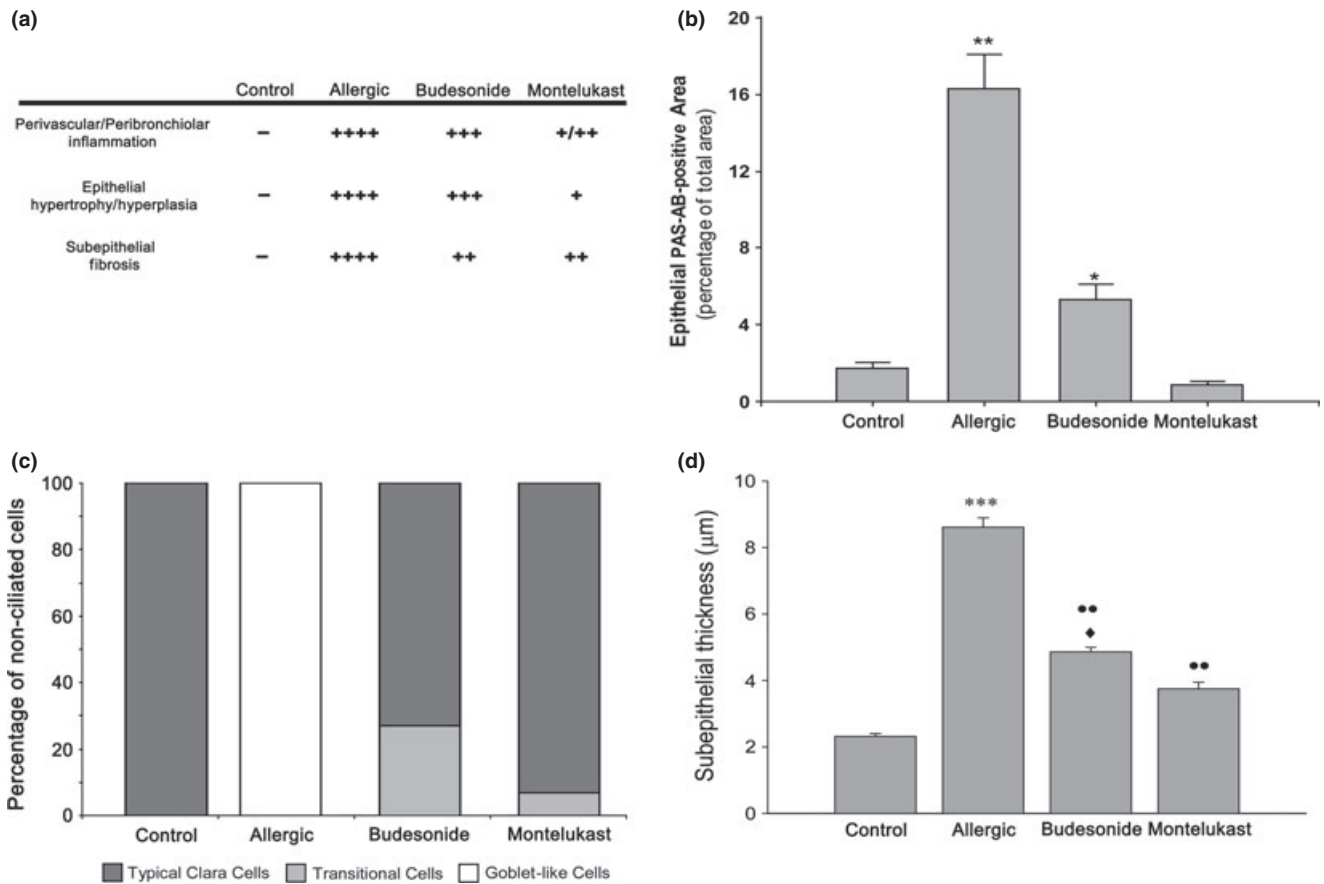 (a)
Control Allergic Budesonide Montelukast
Perivascular/Peribronchiolar
inflammation
– ++++ +++ +/++
Epithelial
hypertrophy/hyperplasia
– ++++ +++ +
Subepithelial
fibrosis
– ++++ ++ ++
(b)
Epithelial PAS-AB-positive Area
(percentage of total area)
20
16
12
8
4
0
**
*
Control Allergic Budesonide Montelukast
(c)
Percentage of non-ciliated cells
100
80
60
40
20
0
Control Allergic Budesonide Montelukast
Typical Clara Cells Transitional Cells Goblet-like Cells
(d)
Subepithelial thickness (μm)
10
8
6
4
2
0
***
●●
◆
●●
Control Allergic Budesonide Montelukast